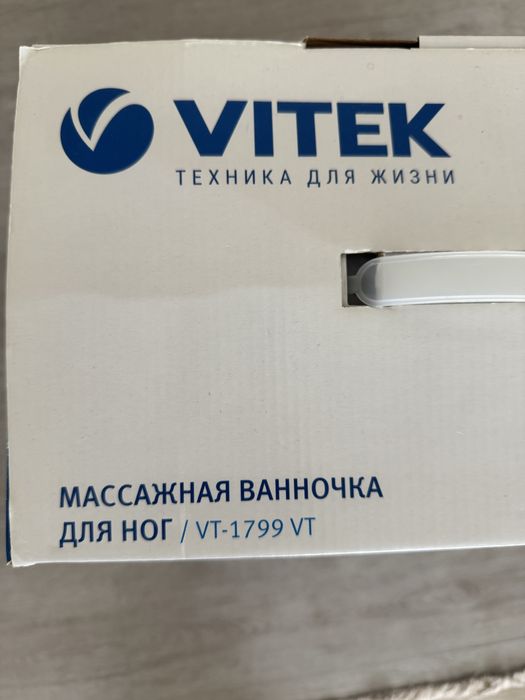 VITEK
ТЕХНИКА ДЛЯ ЖИЗНИ
МАССАЖНАЯ ВАННОЧКА
ДЛЯ НОГ / VT-1799 VT